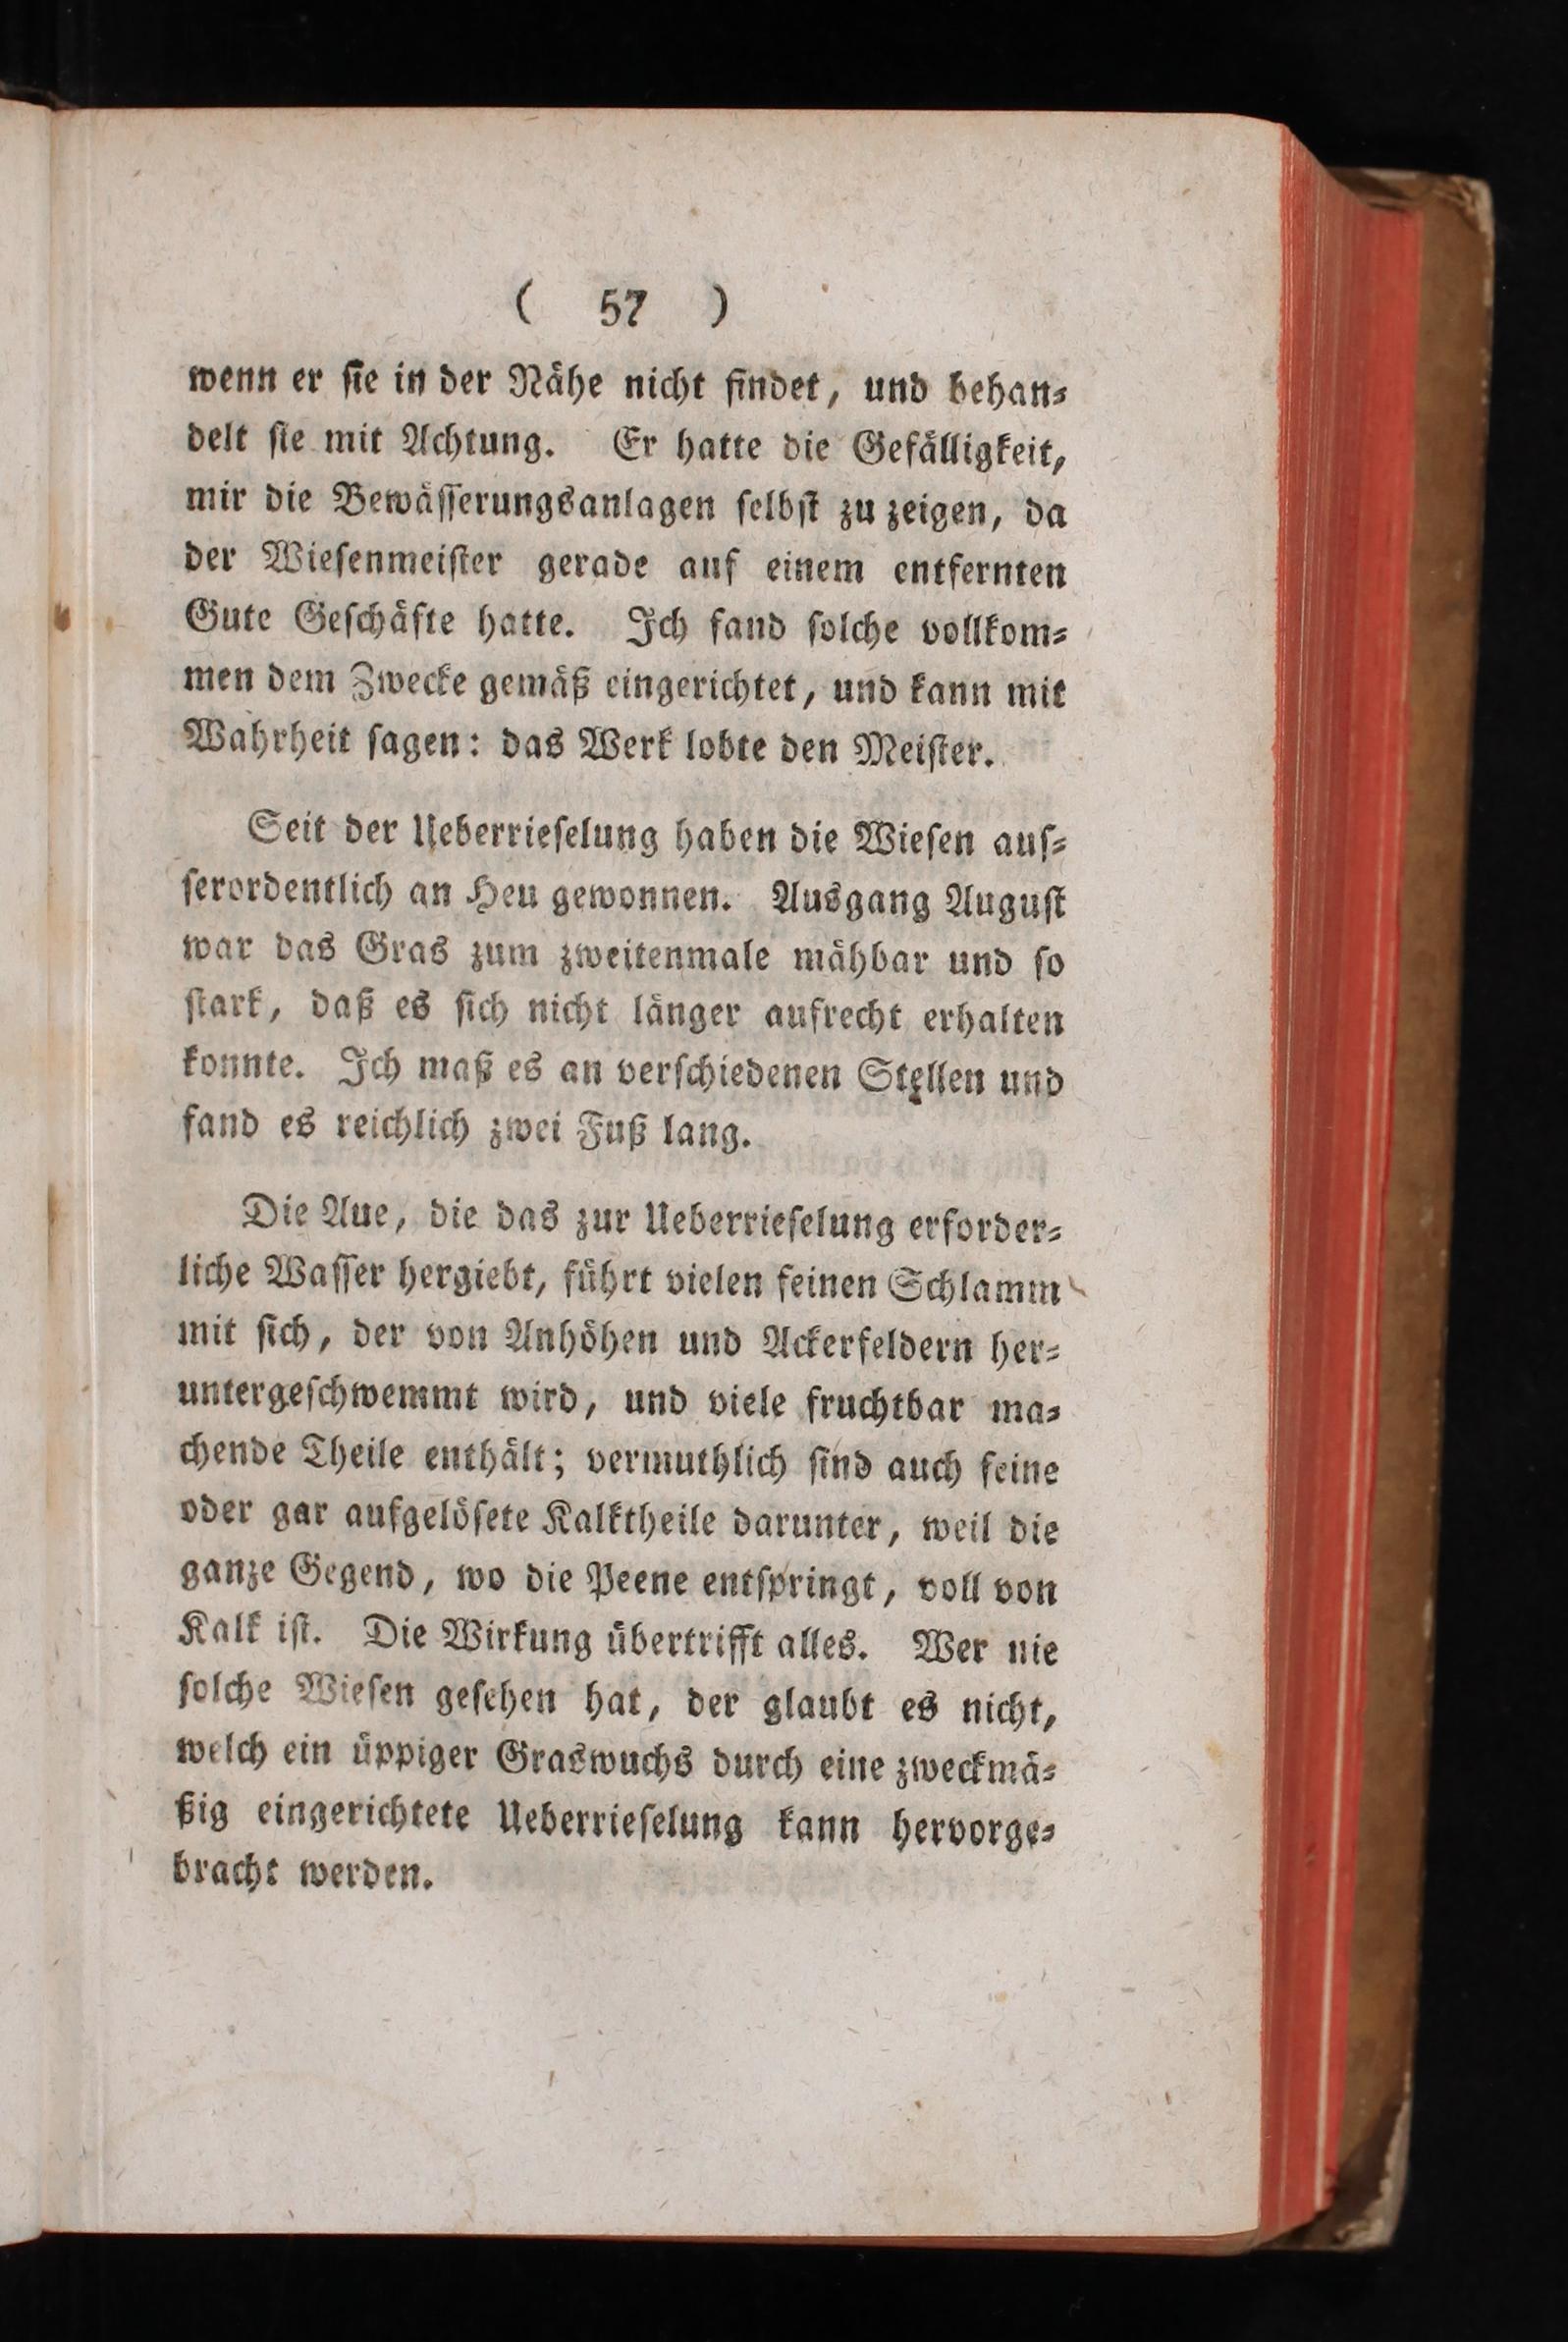 ( 57 )
wenn er ſie in der Nähe nicht findet, und behan⸗
delt ſie mit Achtung. Er hatte die Gefälligkeit,
mir die Bewäſſerungsanlagen ſelbſt zu zeigen, da
der Wieſenmeiſter gerade auf einem entfernten
Gute Geſchäfte hatte. Ich fand ſolche vollkom⸗
men dem Zwecke gemäß eingerichtet, und kann mit
Wahrheit ſagen: das Werk lobte den Meiſter.
Seit der Ueberrieſelung haben die Wieſen auſ⸗
ſerordentlich an Heu gewonnen. Ausgang Auguſt
war das Gras zum zweitenmale mähbar und ſo
ſtark, daß es ſich nicht länger aufrecht erhalten
konnte. Ich maß es an verſchiedenen Stellen und
fand es reichlich zwei Fuß lang.
Die Aue, die das zur Ueberrieſelung erforder⸗
liche Waſſer hergiebt, führt vielen feinen Schlamm
mit ſich, der von Anhöhen und Ackerfeldern her⸗
untergeſchwemmt wird, und viele fruchtbar ma⸗
chende Theile enthält; vermuthlich ſind auch feine
oder gar aufgelöſete Kalktheile darunter, weil die
ganze Gegend, wo die Peene entſpringt, voll von
Kalk iſt. Die Wirkung übertrifft alles. Wer nie
ſolche Wieſen geſehen hat, der glaubt es nicht,
welch ein üppiger Graswuchs durch eine zweckmä⸗
ßig eingerichtete Ueberrieſelung kann hervorge⸗
bracht werden.